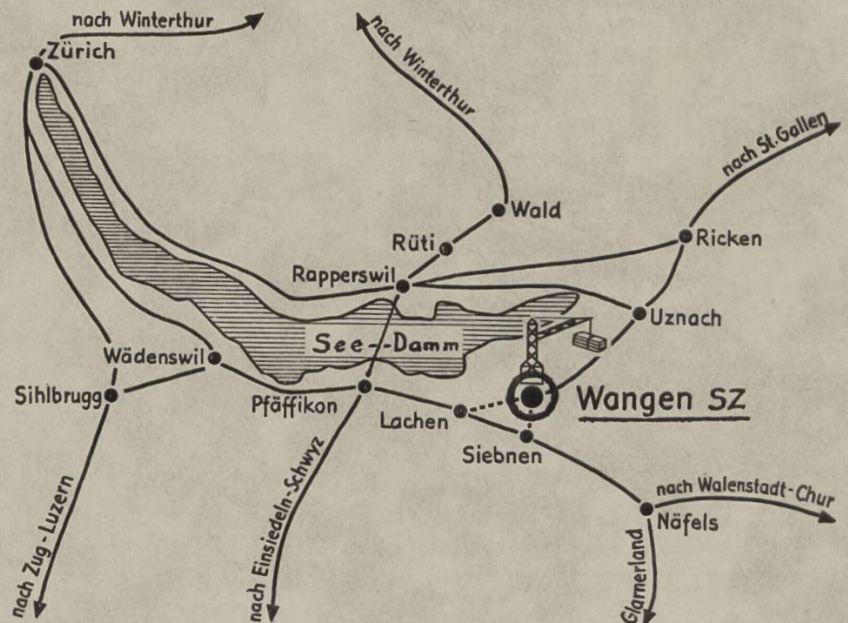 nach Winterthur
Zürich
nach Winterthur
nach St.Gallen
Wald
Rüti
Ricken
Rapperswil
Uznach
See--Damm
Wädenswil
Sihlbrugg
Pfäffikon
Wangen SZ
Lachen
Siebnen
nach Walenstadt-Chur
Näfels
nach Zug - Luzern
nach Einsiedeln-Schwyz
Glarnerland